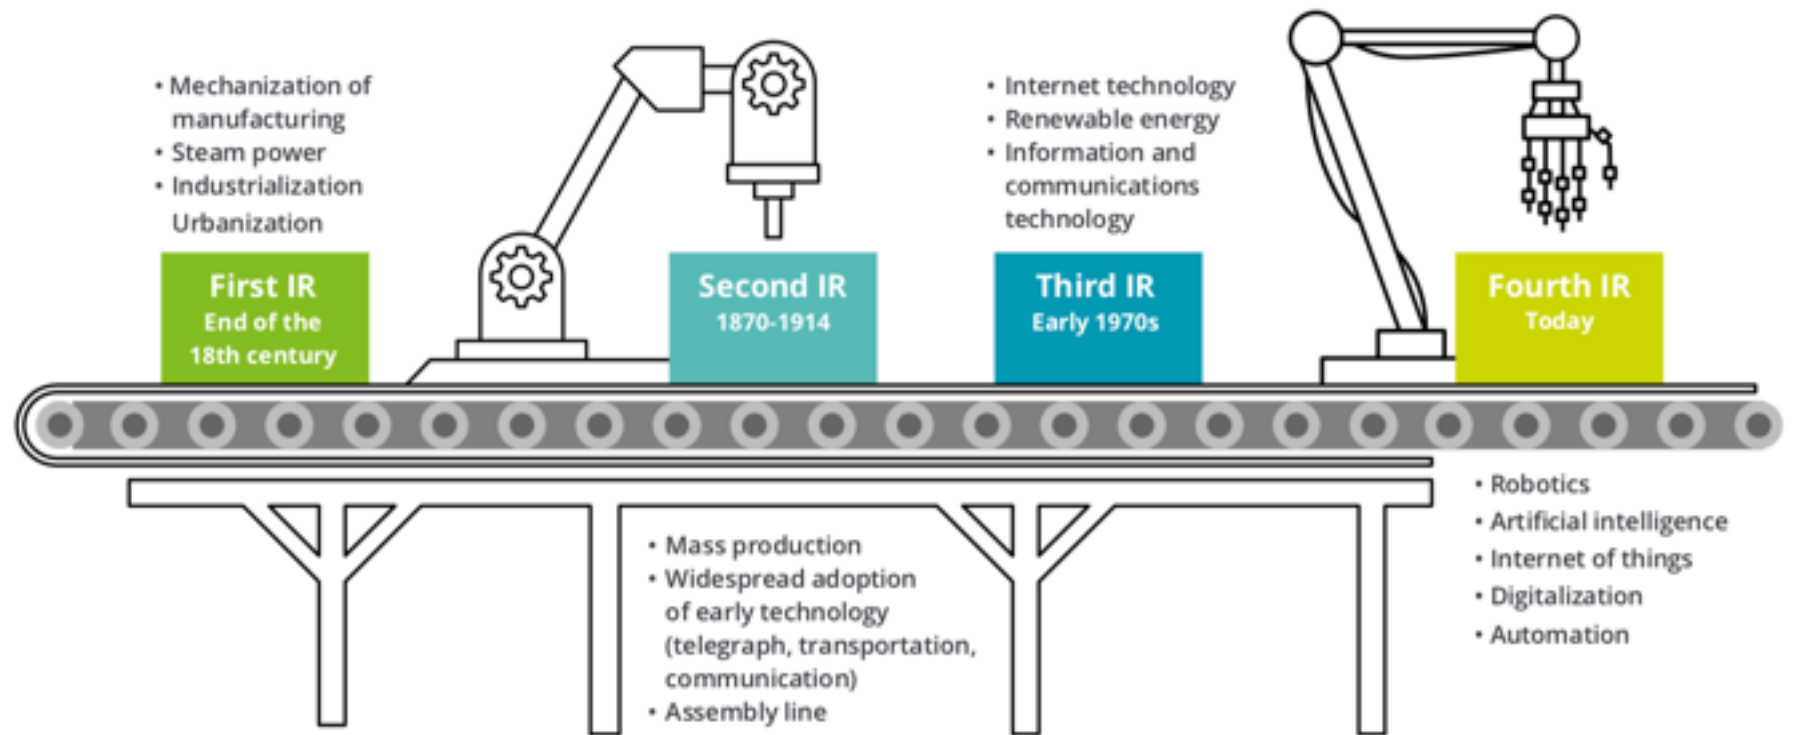 • Mechanization of
manufacturing
• Steam power
• Industrialization
Urbanization
First IR
End of the
18th century
Second IR
1870-1914
• Mass production
• Widespread adoption
of early technology
(telegraph, transportation,
communication)
• Assembly line
• Internet technology
• Renewable energy
• Information and
communications
technology
Third IR
Early 1970s
Fourth IR
Today
• Robotics
• Artificial intelligence
• Internet of things
• Digitalization
• Automation